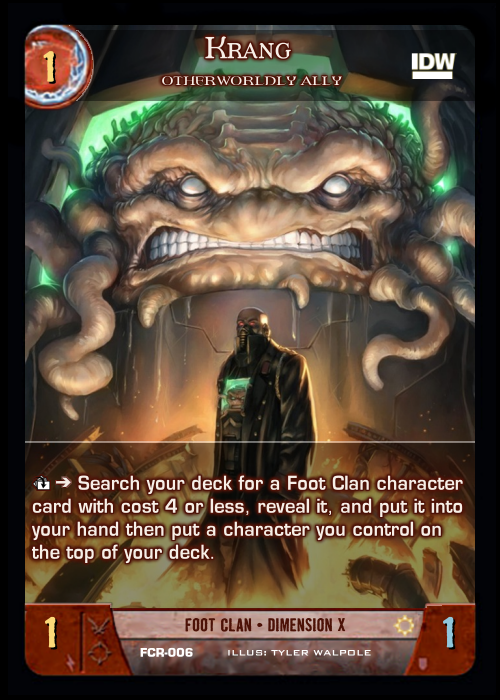 1
Krang
IDW
OTHERWORLDLY ALLY
➔ Search your deck for a Foot Clan character
card with cost 4 or less, reveal it, and put it into
your hand then put a character you control on
the top of your deck.
1
FOOT CLAN • DIMENSION X
1
FCR-006
ILLUS: TYLER WALPOLE